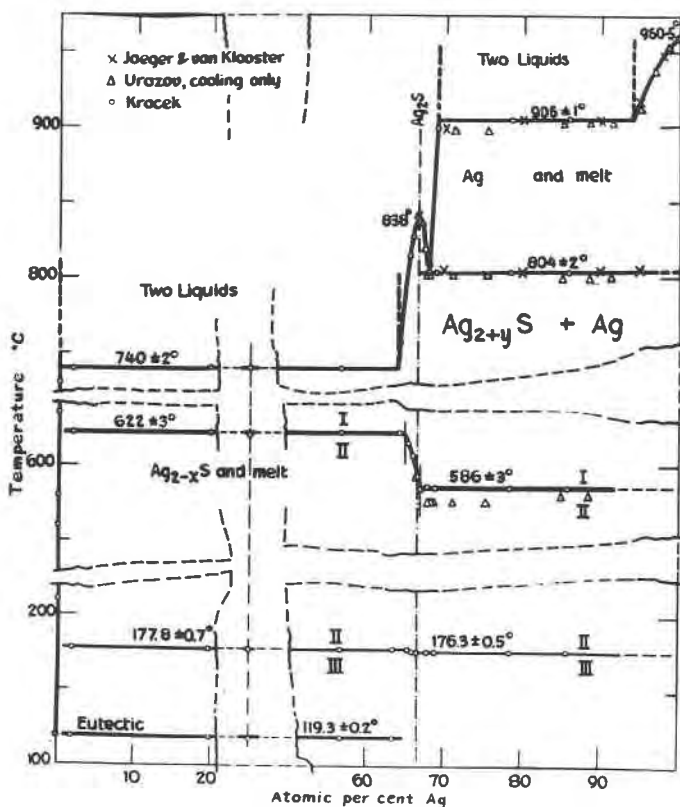 × Jaeger & van Klooster
△ Urazov, cooling only
○ Kracek
Two Liquids
960.5
Ag₂S
906 ± 1°
900
Ag and melt
838°
804 ± 2°
800
Two Liquids
Ag₂₊yS + Ag
740 ± 2°
622 ± 3°
I
II
600
Ag₂₋ₓS and melt
586 ± 3°
I
II
Temperature °C
200
177.8 ± 0.7°
II
III
176.3 ± 0.5°
II
III
Eutectic
119.3 ± 0.2°
100
10 20 60 70 80 90
Atomic per cent Ag